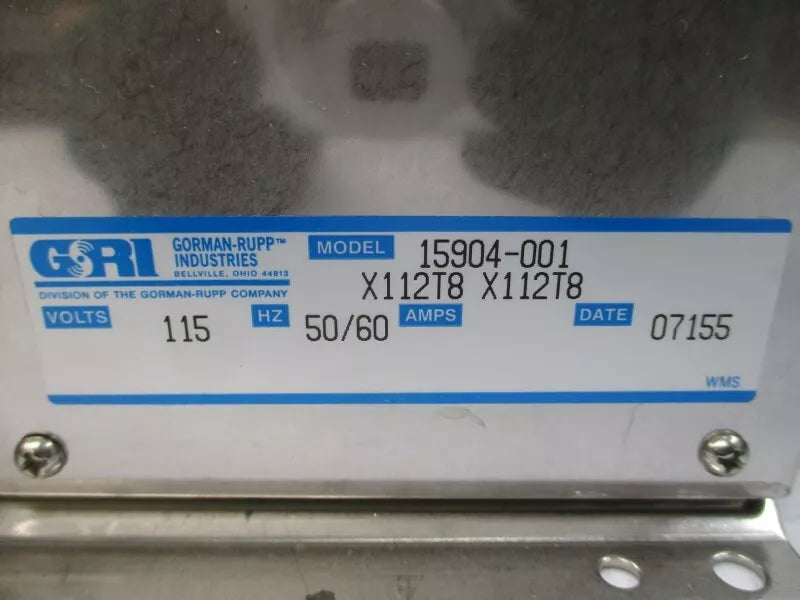 GRI GORMAN-RUPP™ INDUSTRIES
BELLVILLE, OHIO 44813
DIVISION OF THE GORMAN-RUPP COMPANY
MODEL 15904-001
X112T8 X112T8
VOLTS 115 HZ 50/60 AMPS DATE 07155
WMS